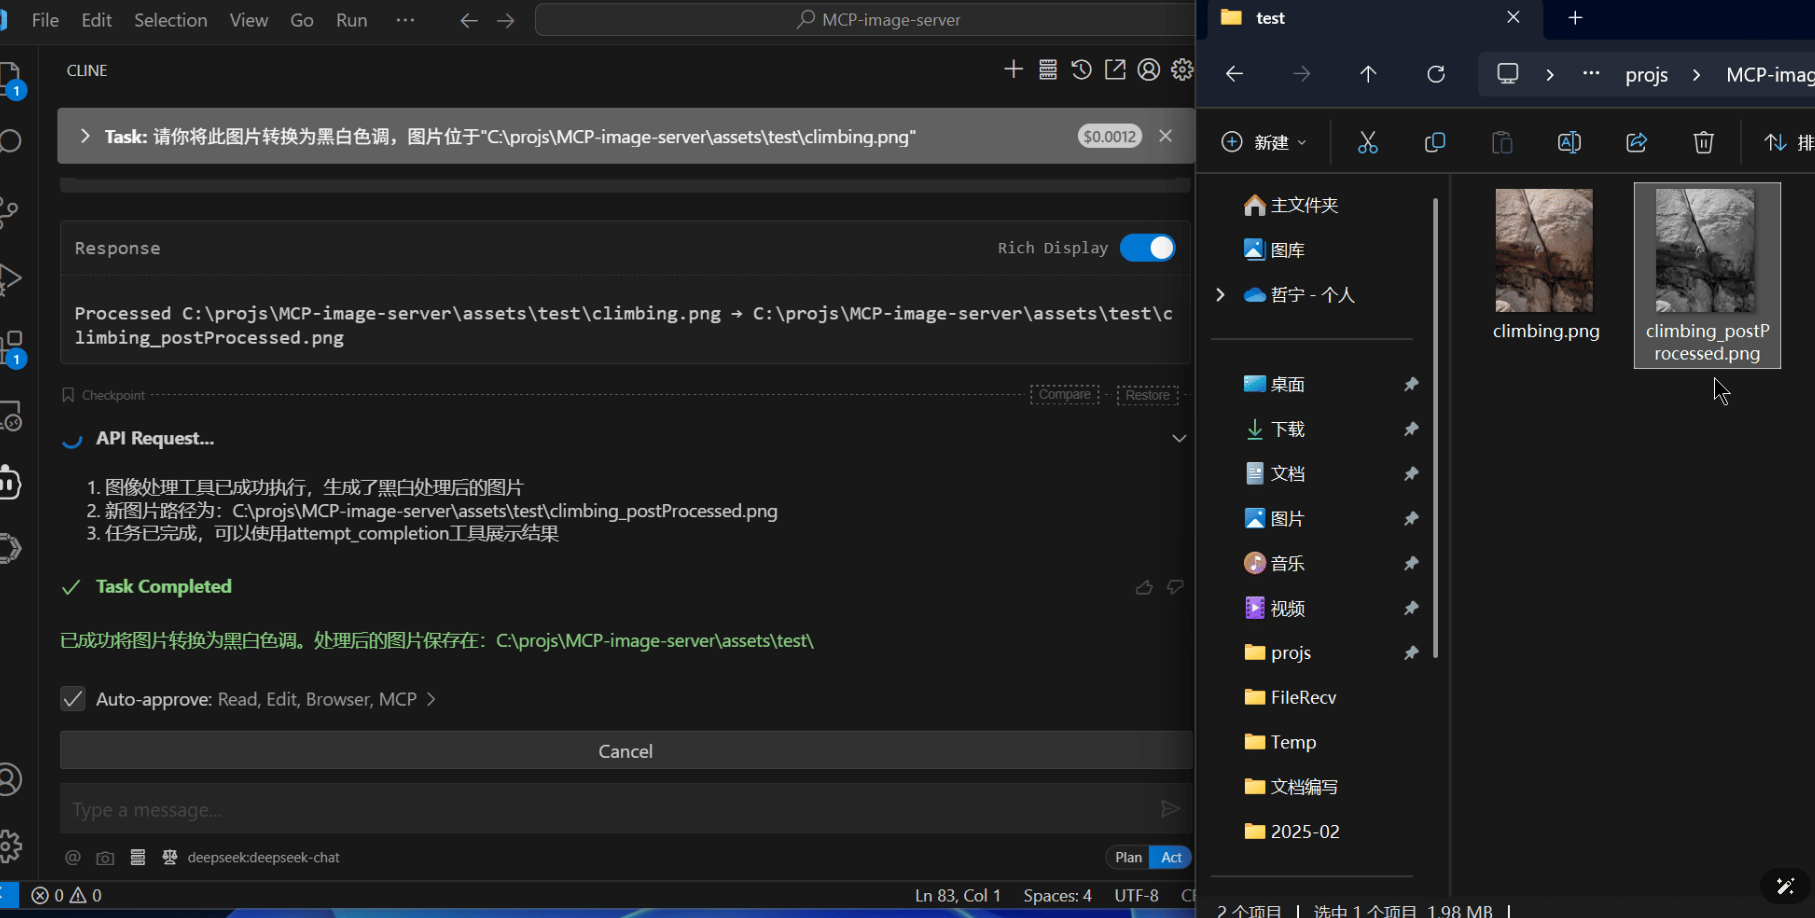 File Edit Selection View Go Run ···
MCP-image-server
1
CLINE
Task: 请你将此图片转换为黑白色调，图片位于"C:\projs\MCP-image-server\assets\test\climbing.png"
$0.0012
Response
Rich Display
Processed C:\projs\MCP-image-server\assets\test\climbing.png → C:\projs\MCP-image-server\assets\test\c
limbing_postProcessed.png
1
Checkpoint
Compare
Restore
API Request...
1. 图像处理工具已成功执行，生成了黑白处理后的图片
2. 新图片路径为：C:\projs\MCP-image-server\assets\test\climbing_postProcessed.png
3. 任务已完成，可以使用attempt_completion工具展示结果
Task Completed
已成功将图片转换为黑白色调。处理后的图片保存在：C:\projs\MCP-image-server\assets\test\
Auto-approve: Read, Edit, Browser, MCP
Cancel
Type a message...
@ deepseek:deepseek-chat
Plan Act
0 0
Ln 83, Col 1 Spaces: 4 UTF-8
test
··· projs MCP-imag
新建
排
主文件夹
图库
哲宁 - 个人
桌面
下载
文档
图片
音乐
视频
projs
FileRecv
Temp
文档编写
2025-02
climbing.png
climbing_postP
rocessed.png
2 个项目 选中 1 个项目 1.98 MB